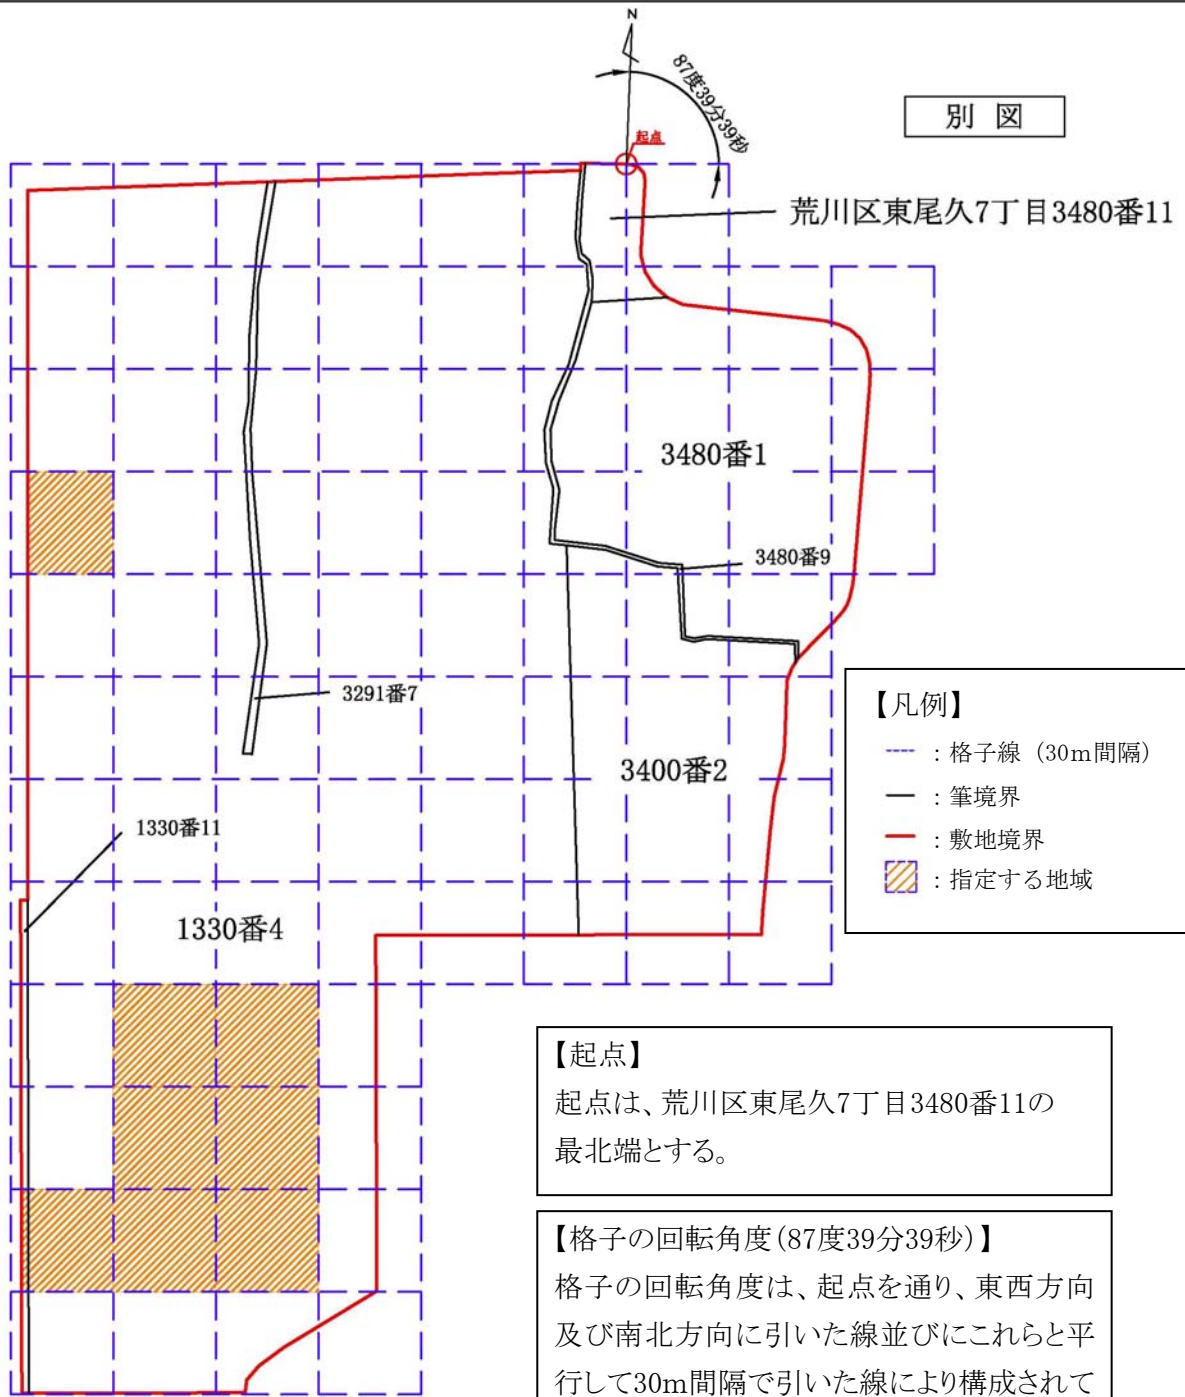 N
87度39分39秒
別 図
起点
荒川区東尾久7丁目3480番11
3480番1
3480番9
3291番7
3400番2
【凡例】
：格子線（30m間隔）
：筆境界
：敷地境界
：指定する地域
1330番11
1330番4
【起点】
起点は、荒川区東尾久7丁目3480番11の
最北端とする。
【格子の回転角度(87度39分39秒)】
格子の回転角度は、起点を通り、東西方向
及び南北方向に引いた線並びにこれらと平
行して30m間隔で引いた線により構成されて